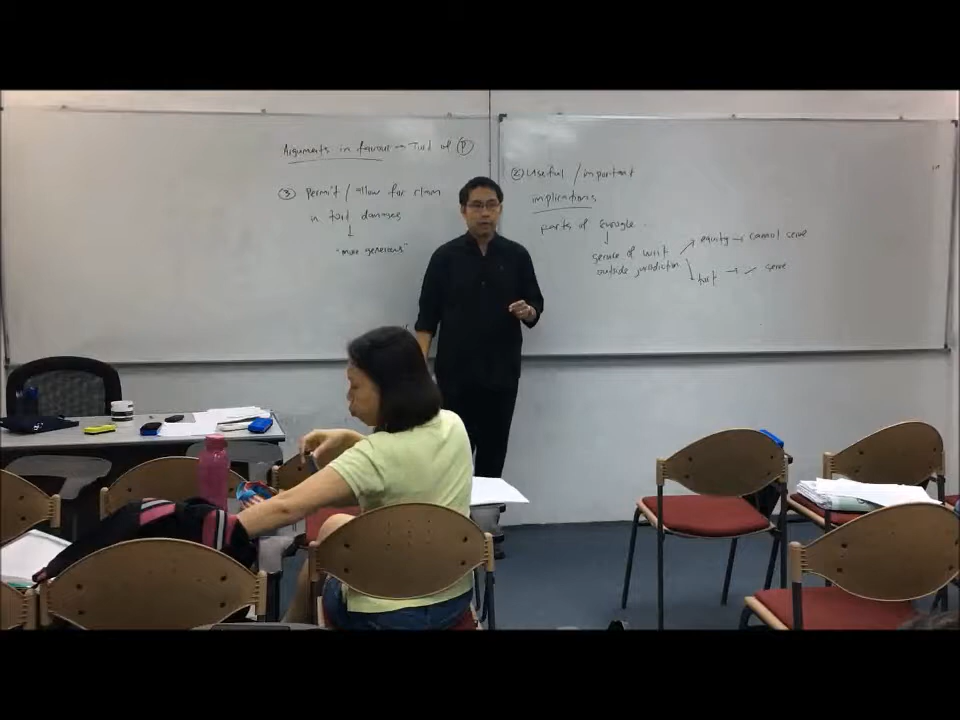 Arguments in favour → Tort of P
③ Permit / allow for claim
in tort damages
↓
"more generous"
② Useful / important
implications
parts of Google.
↓
service of writ → equity → cannot serve
outside jurisdiction → tort → ✓ serve